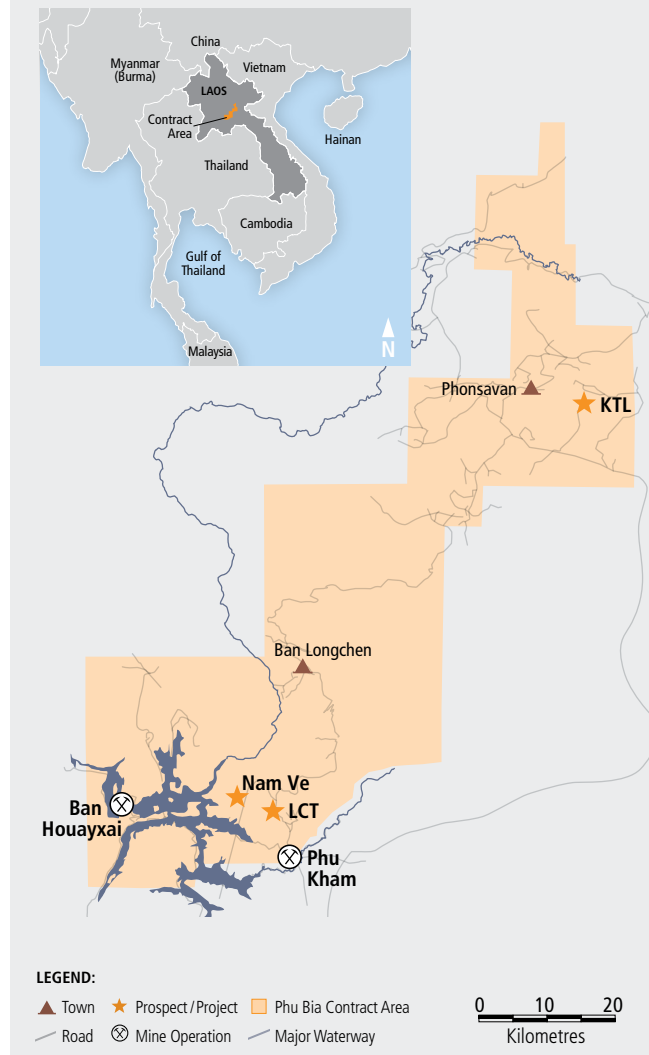 China
Myanmar
(Burma)
Vietnam
LAOS
Contract
Area
Hainan
Thailand
Cambodia
Gulf of
Thailand
Malaysia
N
Phonsavan
KTL
Ban Longchen
Nam Ve
LCT
Ban
Houayxai
Phu
Kham
LEGEND:
Town
Prospect / Project
Phu Bia Contract Area
Road
Mine Operation
Major Waterway
0 10 20
Kilometres